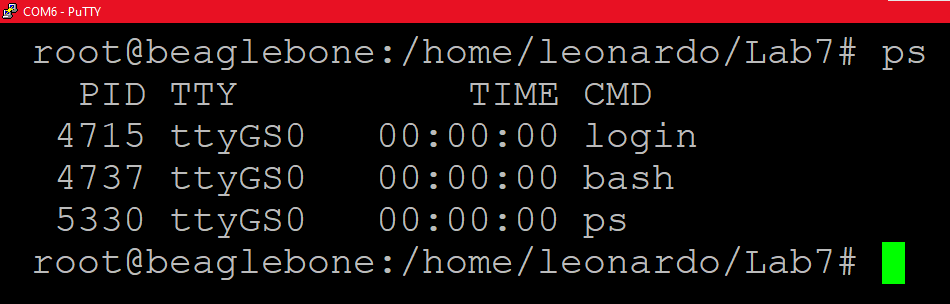 COM6 - PuTTY
root@beaglebone:/home/leonardo/Lab7# ps
  PID TTY          TIME CMD
 4715 ttyGS0   00:00:00 login
 4737 ttyGS0   00:00:00 bash
 5330 ttyGS0   00:00:00 ps
root@beaglebone:/home/leonardo/Lab7#